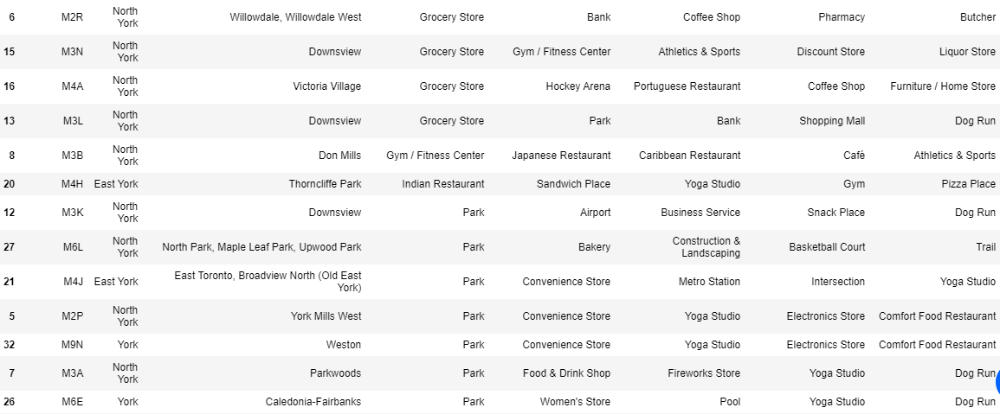 6 M2R North York Willowdale, Willowdale West Grocery Store Bank Coffee Shop Pharmacy Butcher
15 M3N North York Downsview Grocery Store Gym / Fitness Center Athletics & Sports Discount Store Liquor Store
16 M4A North York Victoria Village Grocery Store Hockey Arena Portuguese Restaurant Coffee Shop Furniture / Home Store
13 M3L North York Downsview Grocery Store Park Bank Shopping Mall Dog Run
8 M3B North York Don Mills Gym / Fitness Center Japanese Restaurant Caribbean Restaurant Café Athletics & Sports
20 M4H East York Thorncliffe Park Indian Restaurant Sandwich Place Yoga Studio Gym Pizza Place
12 M3K North York Downsview Park Airport Business Service Snack Place Dog Run
27 M6L North York North Park, Maple Leaf Park, Upwood Park Park Bakery Construction & Landscaping Basketball Court Trail
21 M4J East York East Toronto, Broadview North (Old East York) Park Convenience Store Metro Station Intersection Yoga Studio
5 M2P North York York Mills West Park Convenience Store Yoga Studio Electronics Store Comfort Food Restaurant
32 M9N York Weston Park Convenience Store Yoga Studio Electronics Store Comfort Food Restaurant
7 M3A North York Parkwoods Park Food & Drink Shop Fireworks Store Yoga Studio Dog Run
26 M6E York Caledonia-Fairbanks Park Women's Store Pool Yoga Studio Dog Run